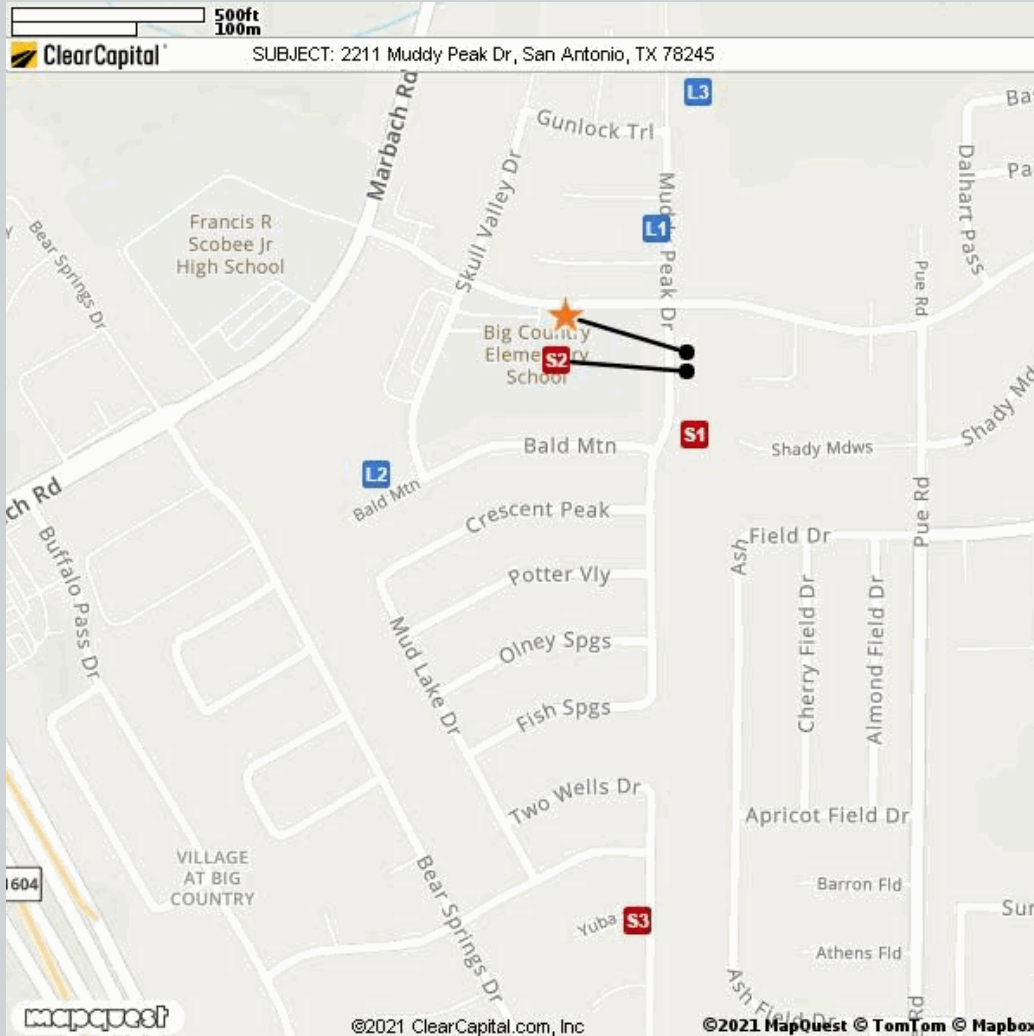 500ft
100m
ClearCapital
SUBJECT: 2211 Muddy Peak Dr, San Antonio, TX 78245
L3
Marbach Rd
Gunlock Trl
Skull Valley Dr
Dalhart Pass
Francis R
Scobee Jr
High School
Bear Springs Dr
L1
Peak Dr
Pue Rd
Big Country
School
S2
S1
Bald Mtn
Shady Mdws
Shady
L2
Bald Mtn
ch Rd
Crescent Peak
Pue Rd
Ash Field Dr
Buffalo Pass Dr
Potter Vly
Mud Lake Dr
Olney Spgs
Cherry Field Dr
Almond Field Dr
Fish Spgs
Two Wells Dr
Apricot Field Dr
VILLAGE
AT BIG
COUNTRY
1604
Bear Springs Dr
Barron Fld
Yuba
S3
Athens Fld
Ash Field Dr
Rd
mapquest
©2021 ClearCapital.com, Inc
©2021 MapQuest © TomTom © Mapbox